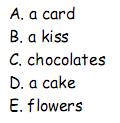 A. a card
B. a kiss
C. chocolates
D. a cake
E. flowers